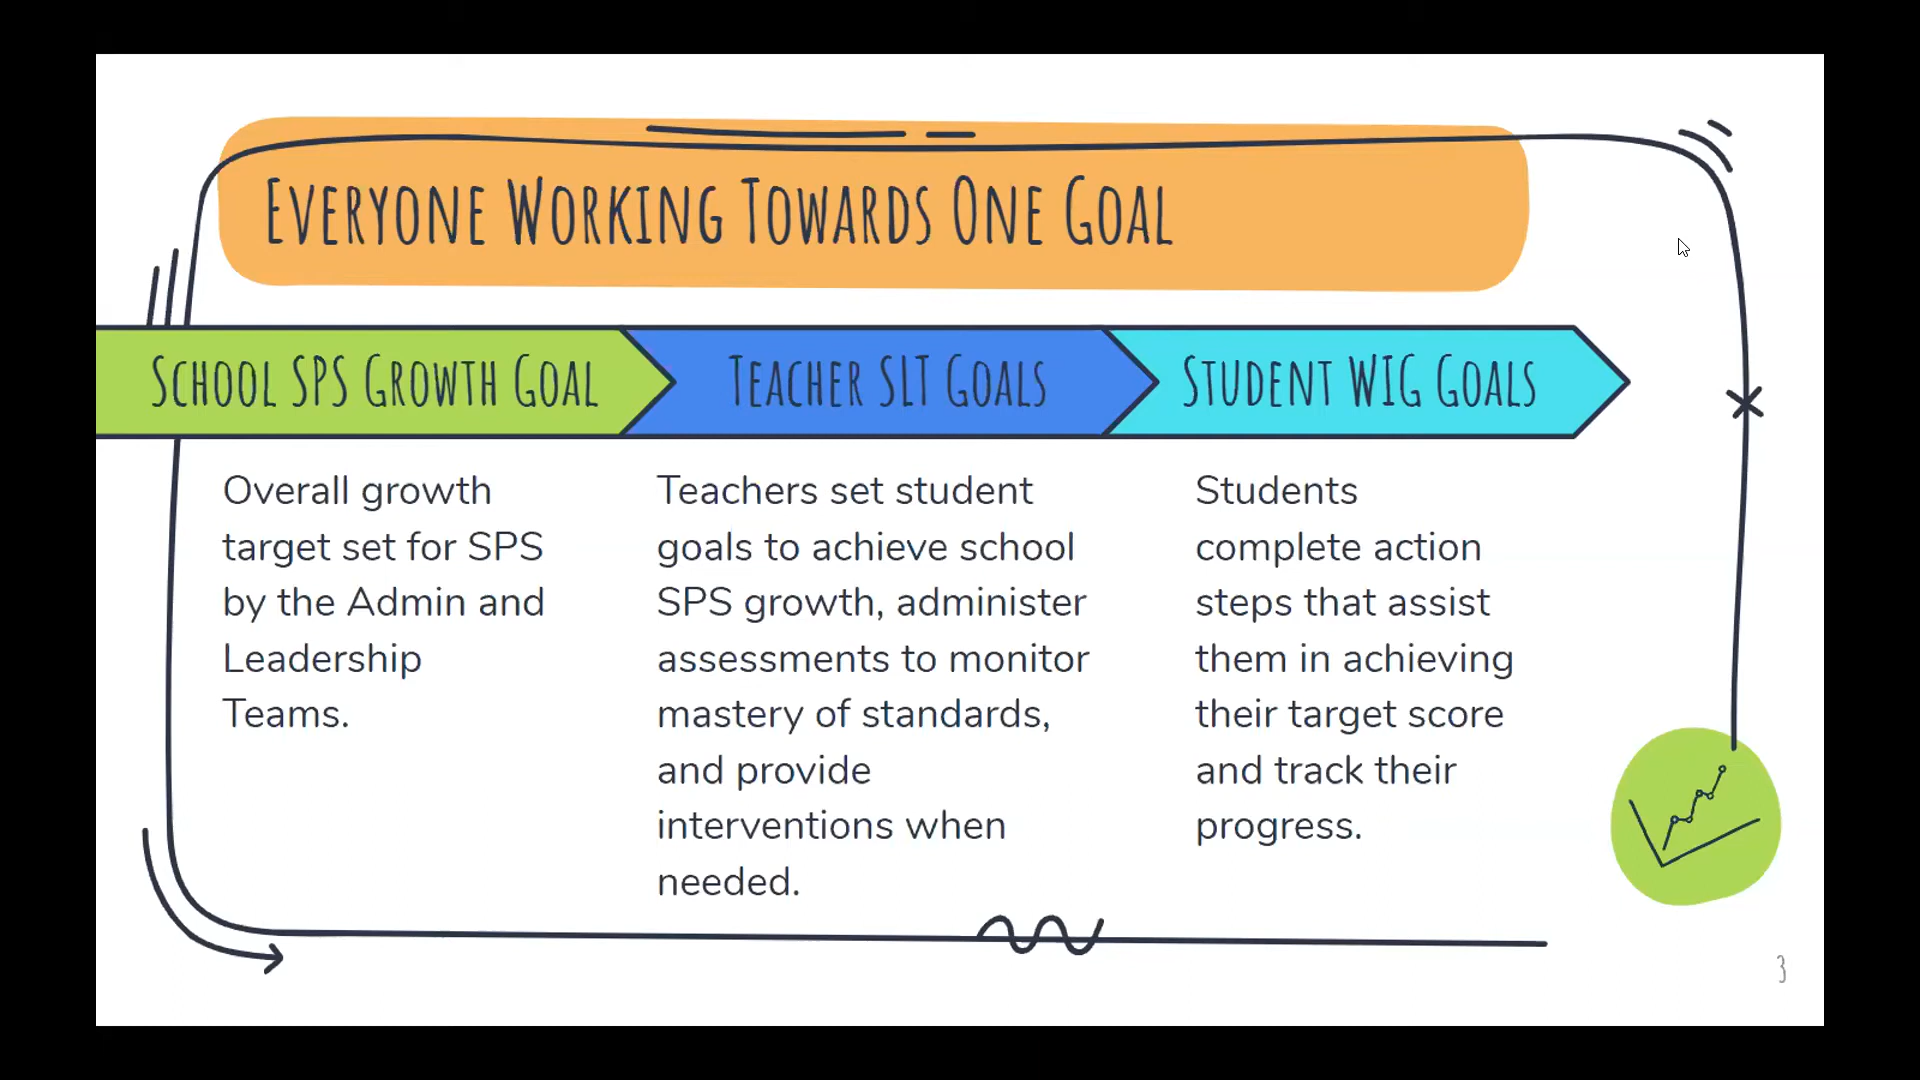 Everyone Working Towards One Goal
School SPS Growth Goal
Teacher SLT Goals
Student WIG Goals
Overall growth
target set for SPS
by the Admin and
Leadership
Teams.
Teachers set student
goals to achieve school
SPS growth, administer
assessments to monitor
mastery of standards,
and provide
interventions when
needed.
Students
complete action
steps that assist
them in achieving
their target score
and track their
progress.
3